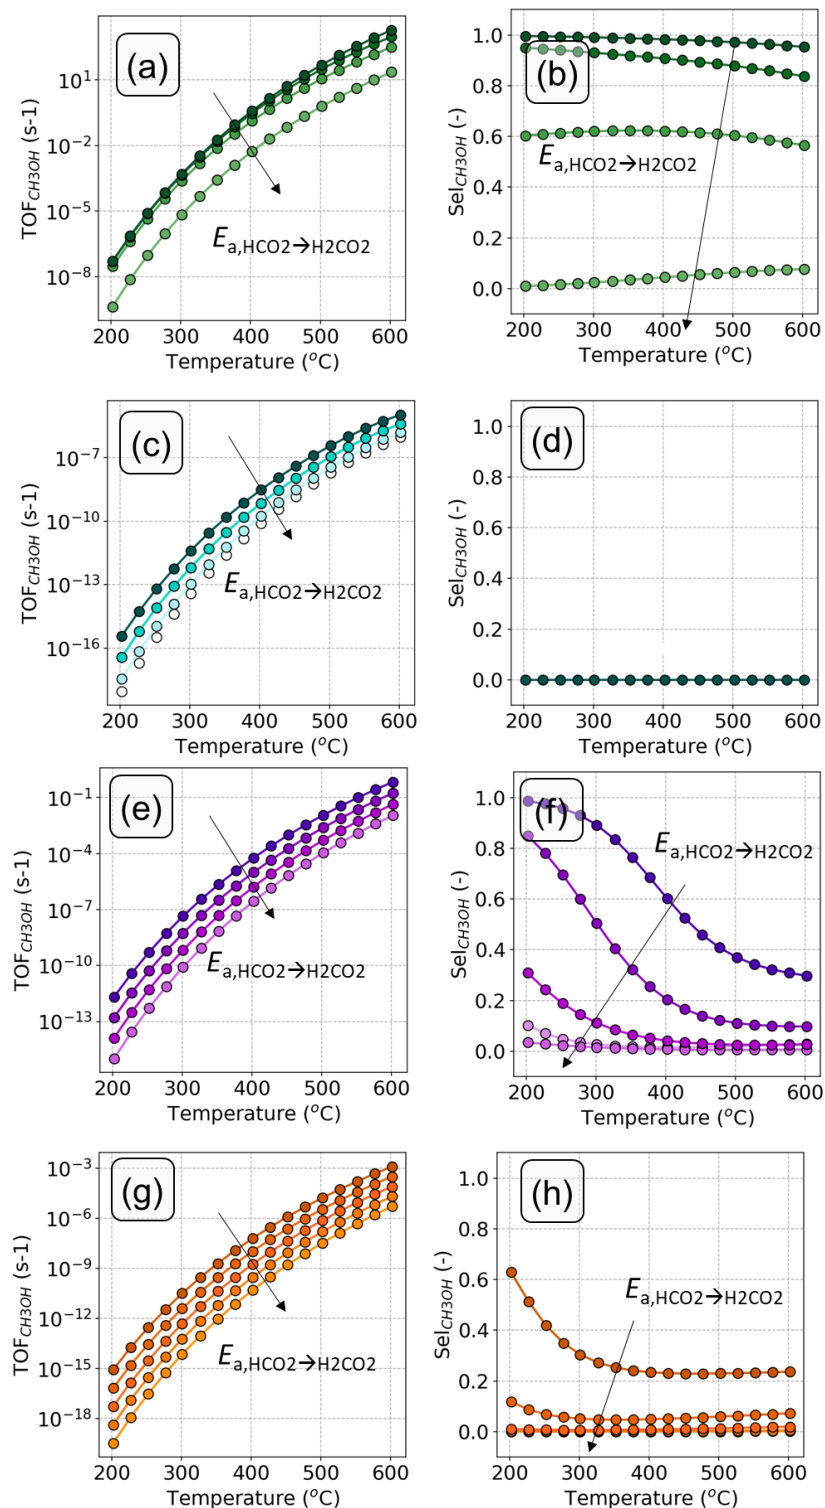 (a)
TOF_CH3OH (s-1)
10^1
10^-2
10^-5
10^-8
E_a,HCO2→H2CO2
200 300 400 500 600
Temperature (°C)
(b)
Sel_CH3OH (-)
1.0
0.8
0.6
0.4
0.2
0.0
E_a,HCO2→H2CO2
200 300 400 500 600
Temperature (°C)
(c)
TOF_CH3OH (s-1)
10^-7
10^-10
10^-13
10^-16
E_a,HCO2→H2CO2
200 300 400 500 600
Temperature (°C)
(d)
Sel_CH3OH (-)
1.0
0.8
0.6
0.4
0.2
0.0
200 300 400 500 600
Temperature (°C)
(e)
TOF_CH3OH (s-1)
10^-1
10^-4
10^-7
10^-10
10^-13
E_a,HCO2→H2CO2
200 300 400 500 600
Temperature (°C)
(f)
Sel_CH3OH (-)
1.0
0.8
0.6
0.4
0.2
0.0
E_a,HCO2→H2CO2
200 300 400 500 600
Temperature (°C)
(g)
TOF_CH3OH (s-1)
10^-3
10^-6
10^-9
10^-12
10^-15
10^-18
E_a,HCO2→H2CO2
200 300 400 500 600
Temperature (°C)
(h)
Sel_CH3OH (-)
1.0
0.8
0.6
0.4
0.2
0.0
E_a,HCO2→H2CO2
200 300 400 500 600
Temperature (°C)